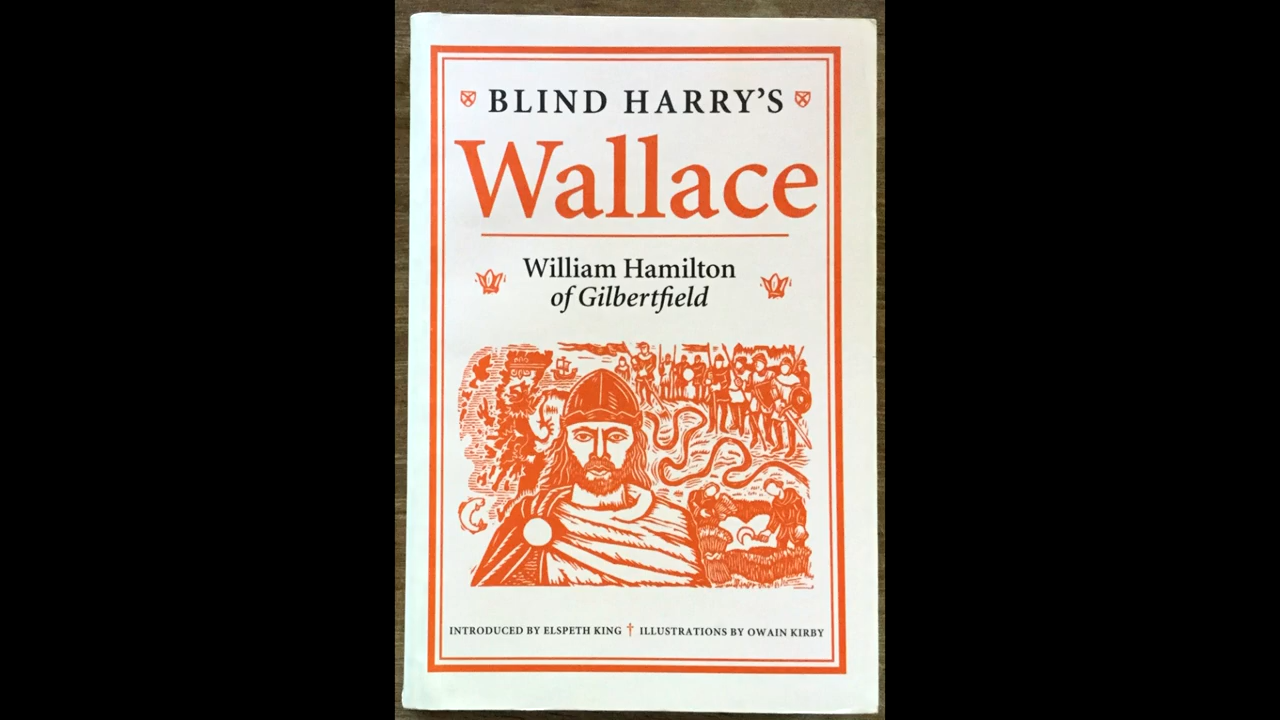 BLIND HARRY'S
Wallace
William Hamilton
of Gilbertfield
INTRODUCED BY ELSPETH KING † ILLUSTRATIONS BY OWAIN KIRBY